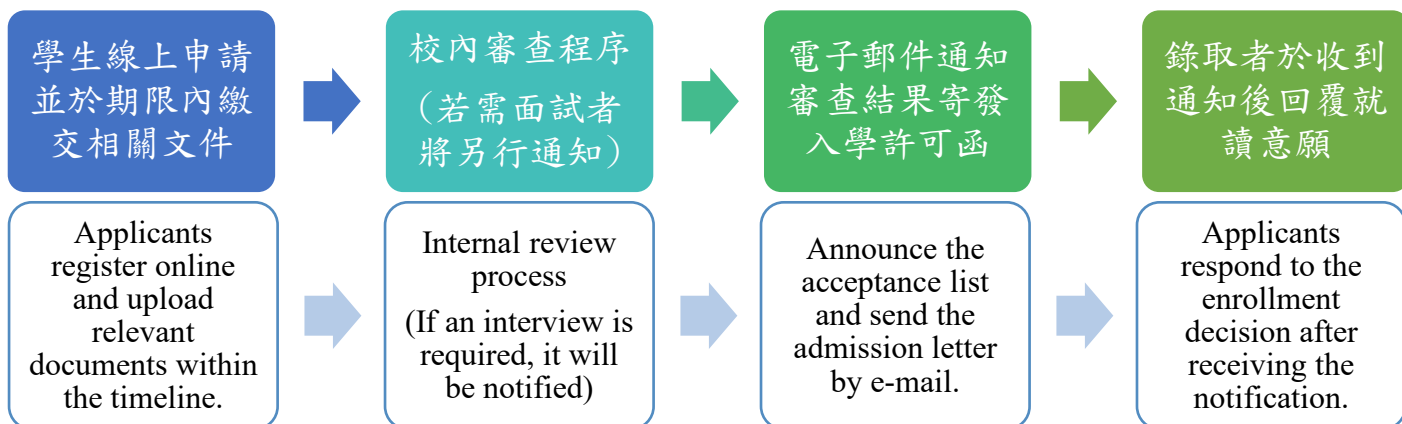 學生線上申請
並於期限內繳
交相關文件
校內審查程序
(若需面試者
將另行通知)
電子郵件通知
審查結果寄發
入學許可函
錄取者於收到
通知後回覆就
讀意願
Applicants
register online
and upload
relevant
documents within
the timeline.
Internal review
process
(If an interview is
required, it will
be notified)
Announce the
acceptance list
and send the
admission letter
by e-mail.
Applicants
respond to the
enrollment
decision after
receiving the
notification.